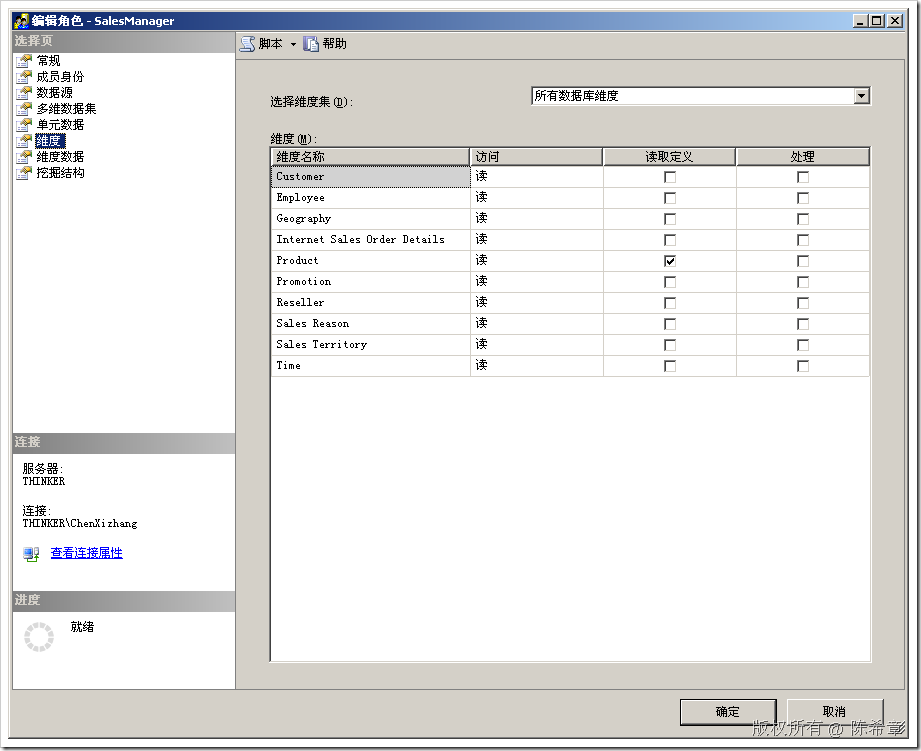 编辑角色 - SalesManager
选择页
常规
成员身份
数据源
多维数据集
单元数据
维度
维度数据
挖掘结构
连接
服务器:
THINKER
连接:
THINKER\ChenXizhang
查看连接属性
进度
就绪
脚本 帮助
选择维度集(D): 所有数据库维度
维度(M):
维度名称 访问 读取定义 处理
Customer 读
Employee 读
Geography 读
Internet Sales Order Details 读
Product 读
Promotion 读
Reseller 读
Sales Reason 读
Sales Territory 读
Time 读
确定 取消
版权所有 @ 陈希章